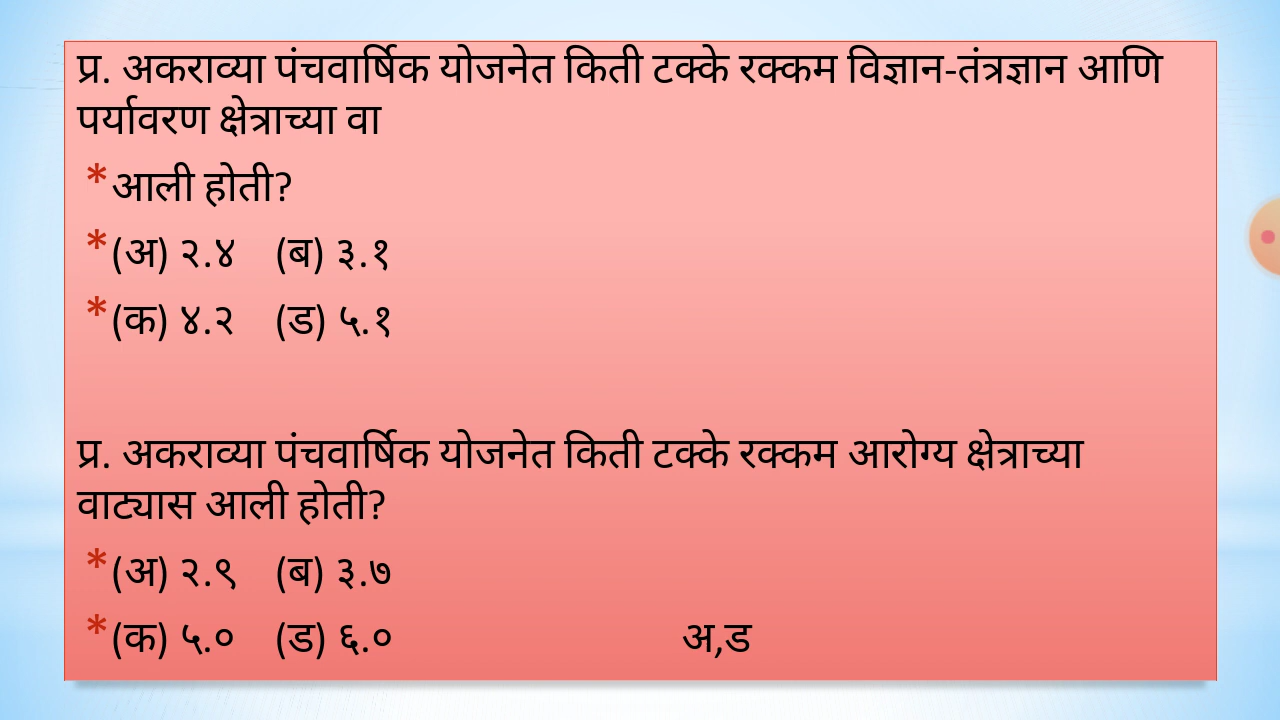 प्र. अकराव्या पंचवार्षिक योजनेत किती टक्के रक्कम विज्ञान-तंत्रज्ञान आणि
पर्यावरण क्षेत्राच्या वा
* आली होती?
* (अ) २.४ (ब) ३.१
* (क) ४.२ (ड) ५.१
प्र. अकराव्या पंचवार्षिक योजनेत किती टक्के रक्कम आरोग्य क्षेत्राच्या
वाट्यास आली होती?
* (अ) २.९ (ब) ३.७
* (क) ५.० (ड) ६.० अ,ड